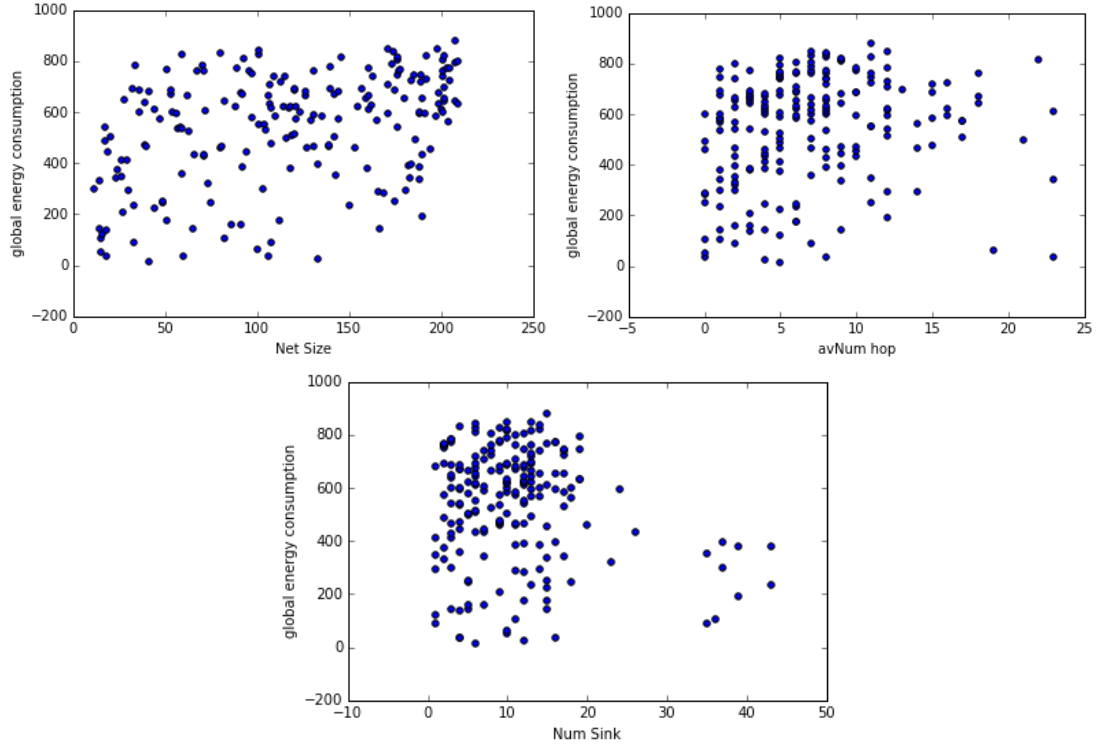 1000
800
600
400
200
0
−200
global energy consumption
0 50 100 150 200 250
Net Size
1000
800
600
400
200
0
−200
global energy consumption
−5 0 5 10 15 20 25
avNum hop
1000
800
600
400
200
0
−200
global energy consumption
−10 0 10 20 30 40 50
Num Sink